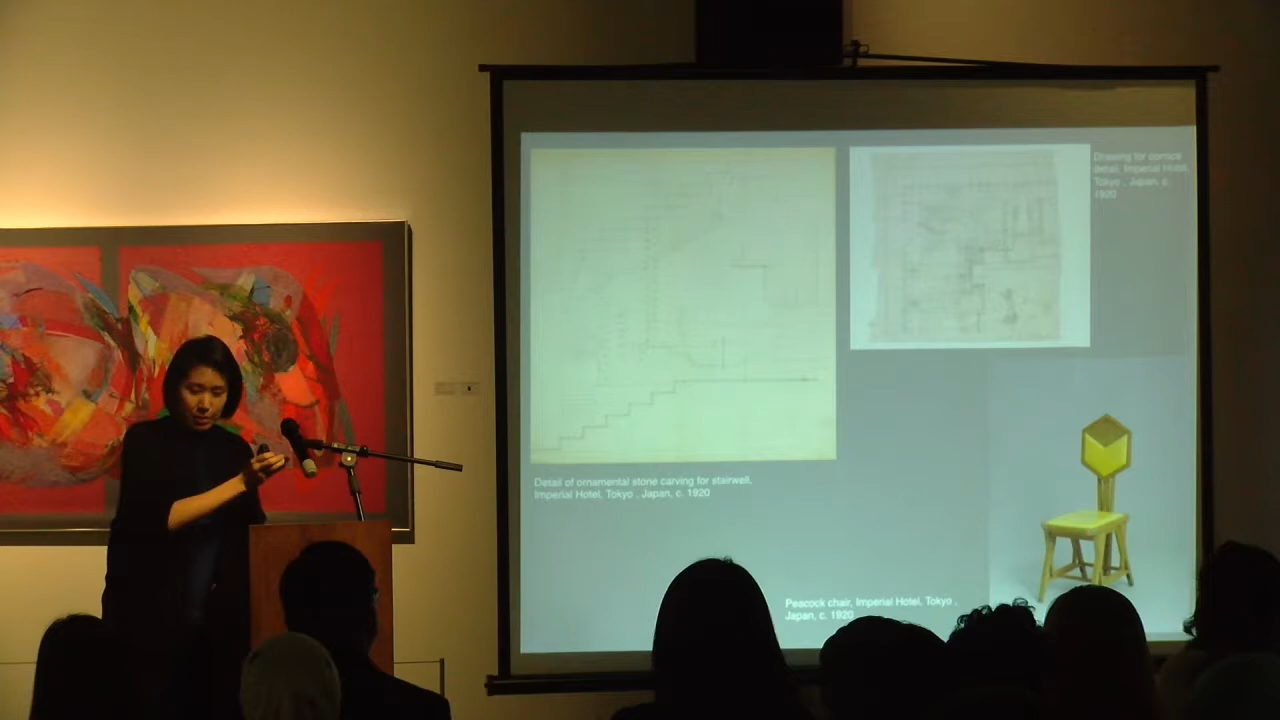 Detail of ornamental stone carving for stairwell,
Imperial Hotel, Tokyo , Japan, c. 1920
Drawing for cornice
detail, Imperial Hotel,
Tokyo , Japan, c.
1920
Peacock chair, Imperial Hotel, Tokyo ,
Japan, c. 1920